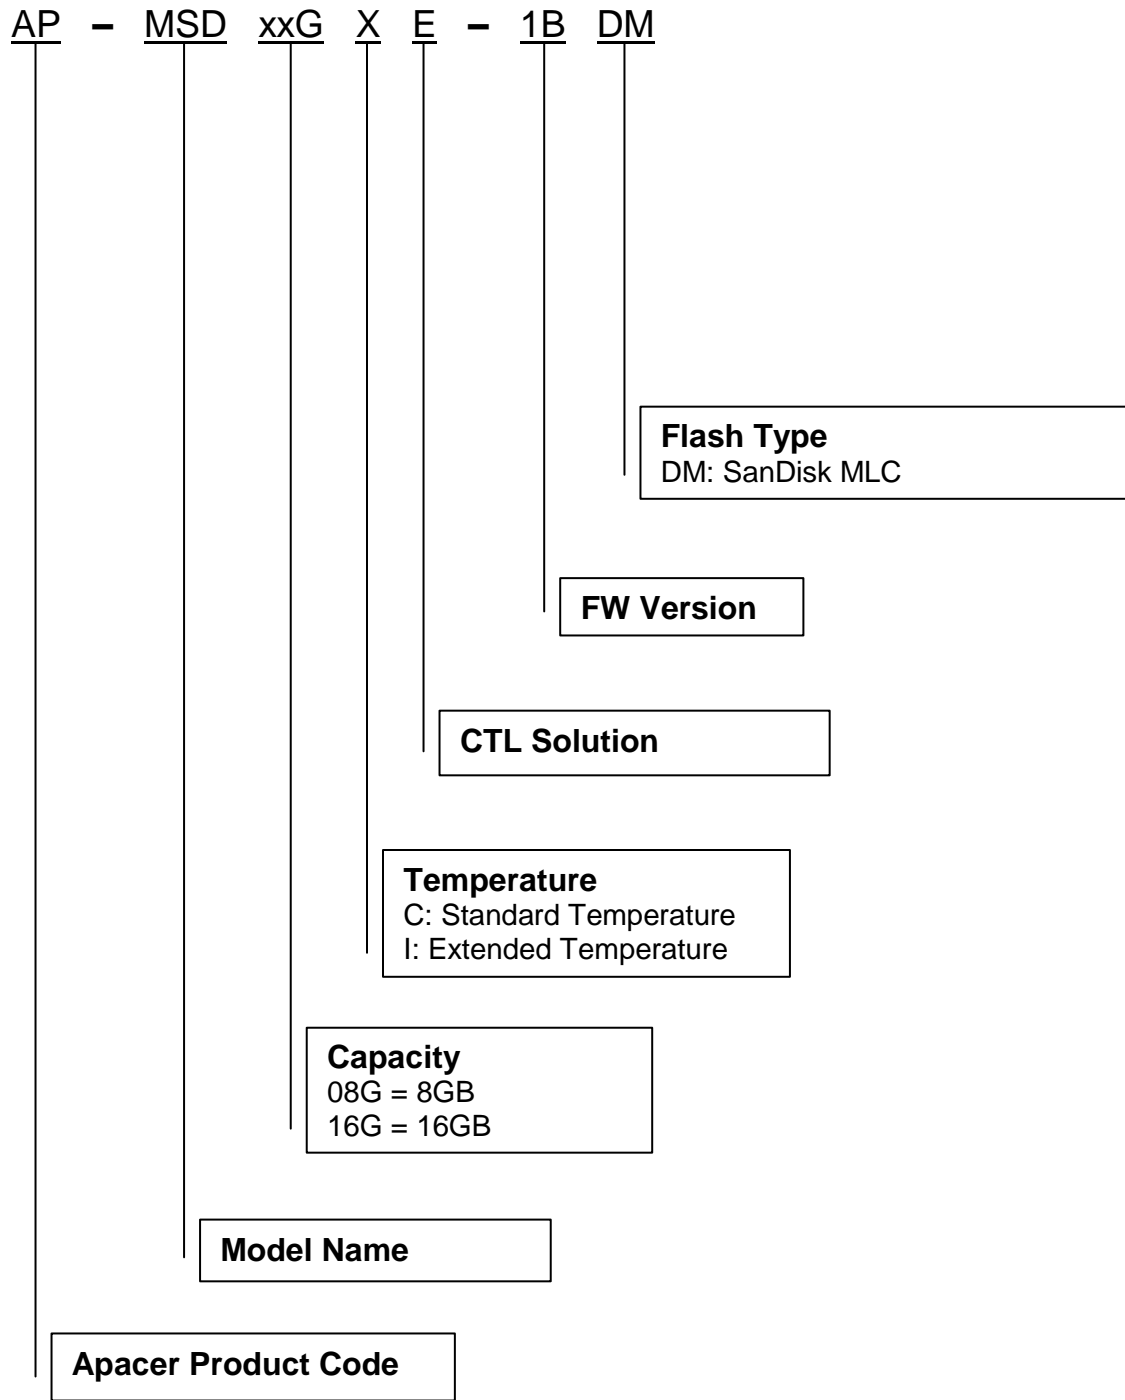 AP – MSD xxG X E – 1B DM
Flash Type
DM: SanDisk MLC
FW Version
CTL Solution
Temperature
C: Standard Temperature
I: Extended Temperature
Capacity
08G = 8GB
16G = 16GB
Model Name
Apacer Product Code